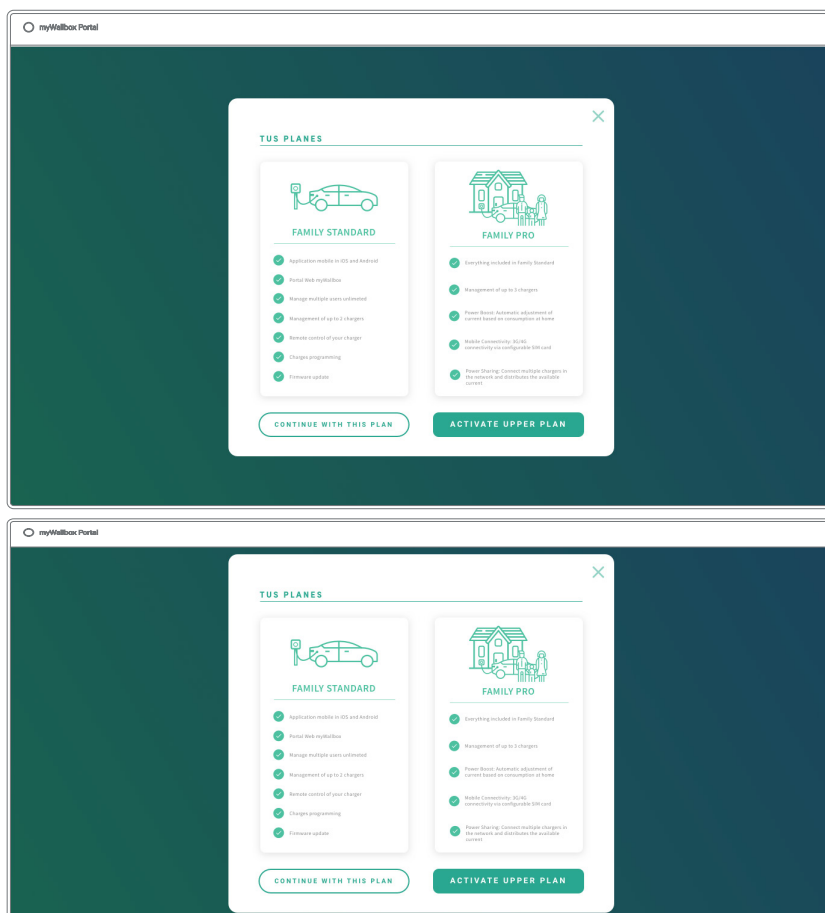 myWallbox Portal
TUS PLANES
FAMILY STANDARD
Application mobile in iOS and Android
Portal Web myWallbox
Manage multiple users unlimated
Management of up to 2 chargers
Remote control of your charger
Charges programming
Firmware update
CONTINUE WITH THIS PLAN
FAMILY PRO
Everything included in Family Standard
Management of up to 3 chargers
Power Boost: Automatic adjustment of
current based on consumption at home
Mobile Connectivity: 3G/4G
connectivity via configurable SIM card
Power Sharing: Connect multiple chargers in
the network and distributes the available
current
ACTIVATE UPPER PLAN
myWallbox Portal
TUS PLANES
FAMILY STANDARD
Application mobile in iOS and Android
Portal Web myWallbox
Manage multiple users unlimated
Management of up to 2 chargers
Remote control of your charger
Charges programming
Firmware update
CONTINUE WITH THIS PLAN
FAMILY PRO
Everything included in Family Standard
Management of up to 3 chargers
Power Boost: Automatic adjustment of
current based on consumption at home
Mobile Connectivity: 3G/4G
connectivity via configurable SIM card
Power Sharing: Connect multiple chargers in
the network and distributes the available
current
ACTIVATE UPPER PLAN